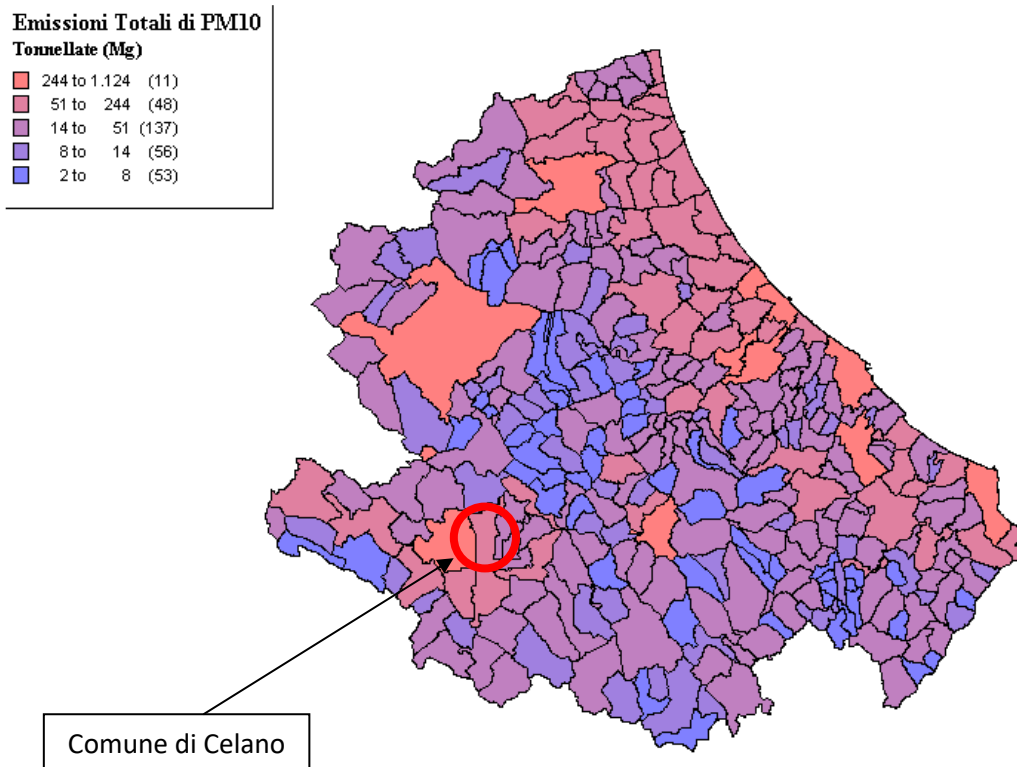 Emissioni Totali di PM10
Tonnellate (Mg)
244 to 1.124 (11)
51 to 244 (48)
14 to 51 (137)
8 to 14 (56)
2 to 8 (53)
Comune di Celano